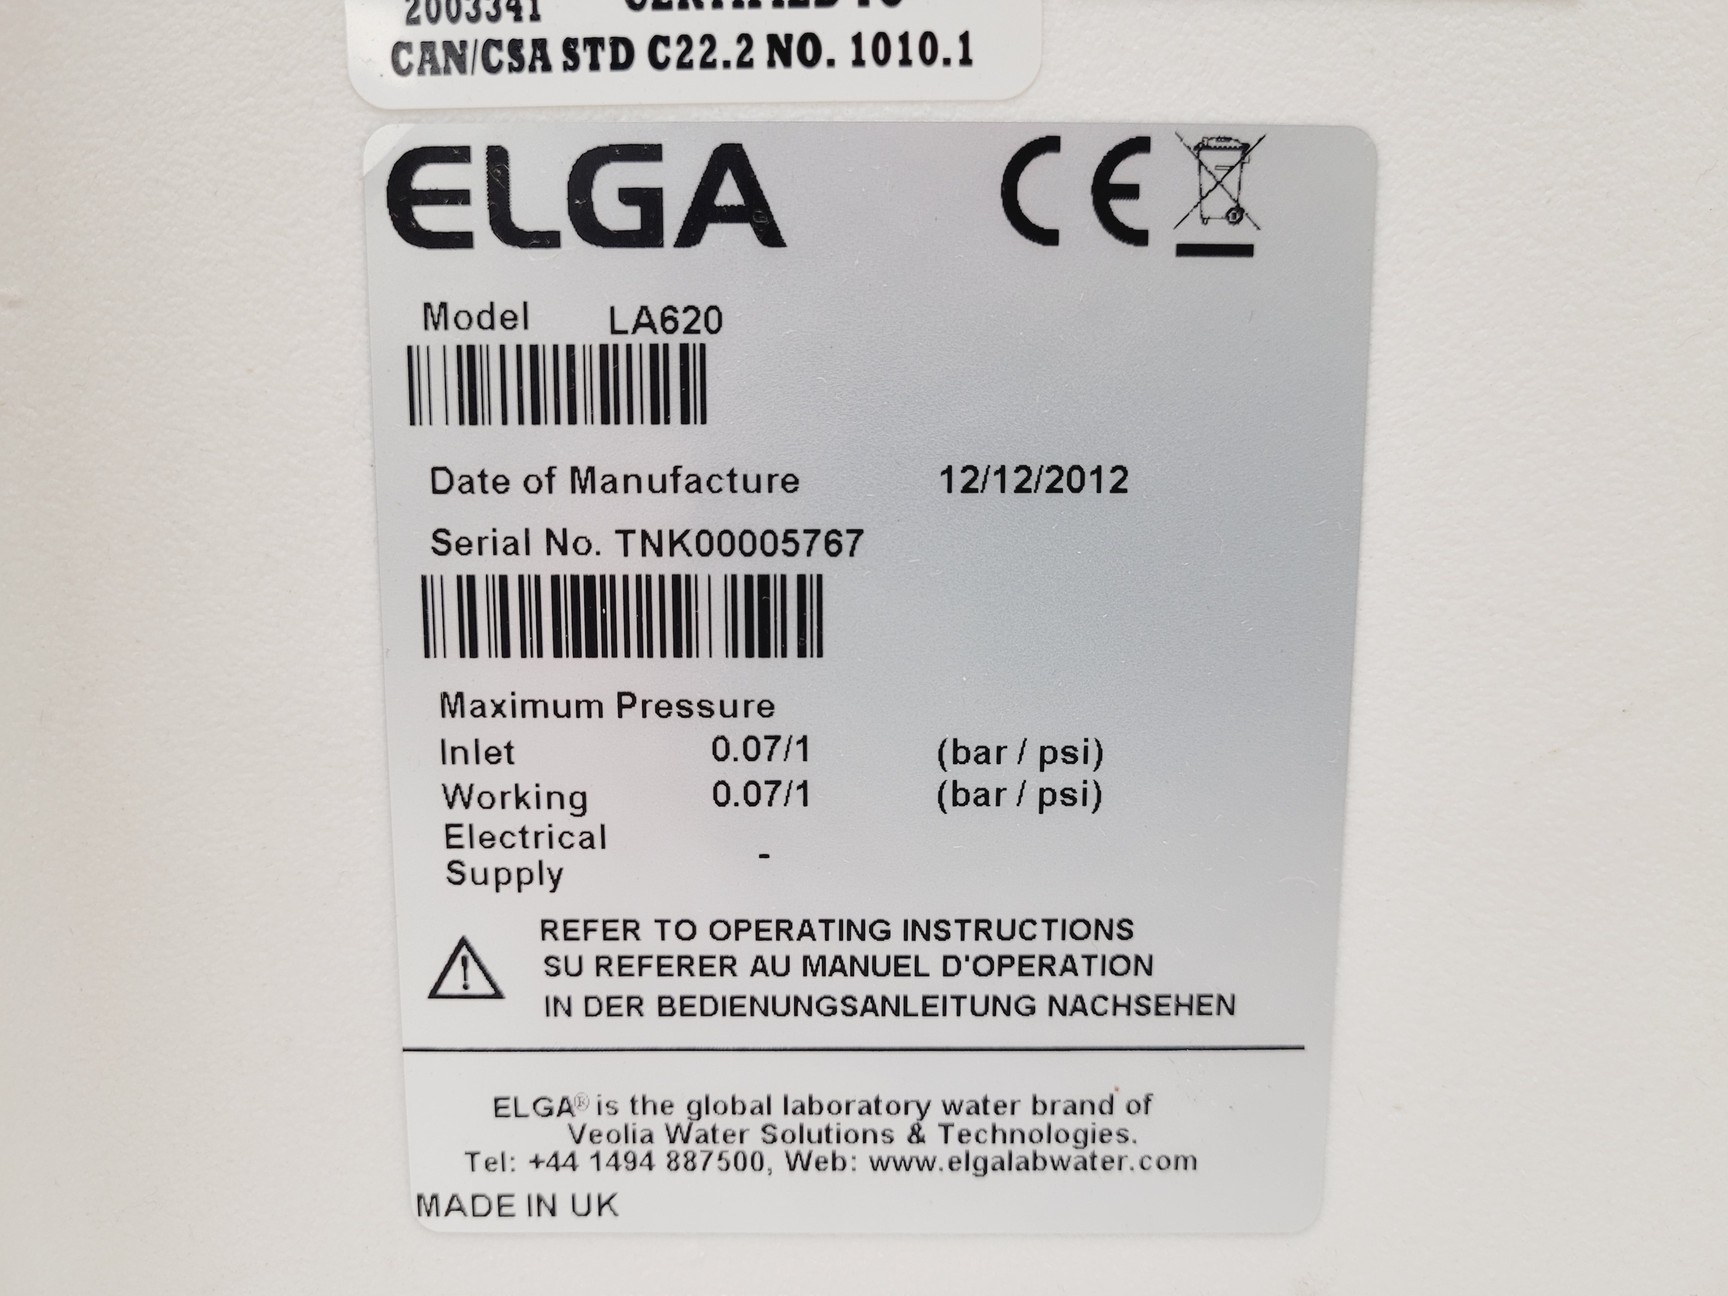 2003341 CERTIFIED TO
CAN/CSA STD C22.2 NO. 1010.1
ELGA CE
Model LA620
Date of Manufacture 12/12/2012
Serial No. TNK00005767
Maximum Pressure
Inlet 0.07/1 (bar / psi)
Working 0.07/1 (bar / psi)
Electrical
Supply -
REFER TO OPERATING INSTRUCTIONS
SU REFERER AU MANUEL D'OPERATION
IN DER BEDIENUNGSANLEITUNG NACHSEHEN
ELGA® is the global laboratory water brand of
Veolia Water Solutions & Technologies.
Tel: +44 1494 887500, Web: www.elgalabwater.com
MADE IN UK